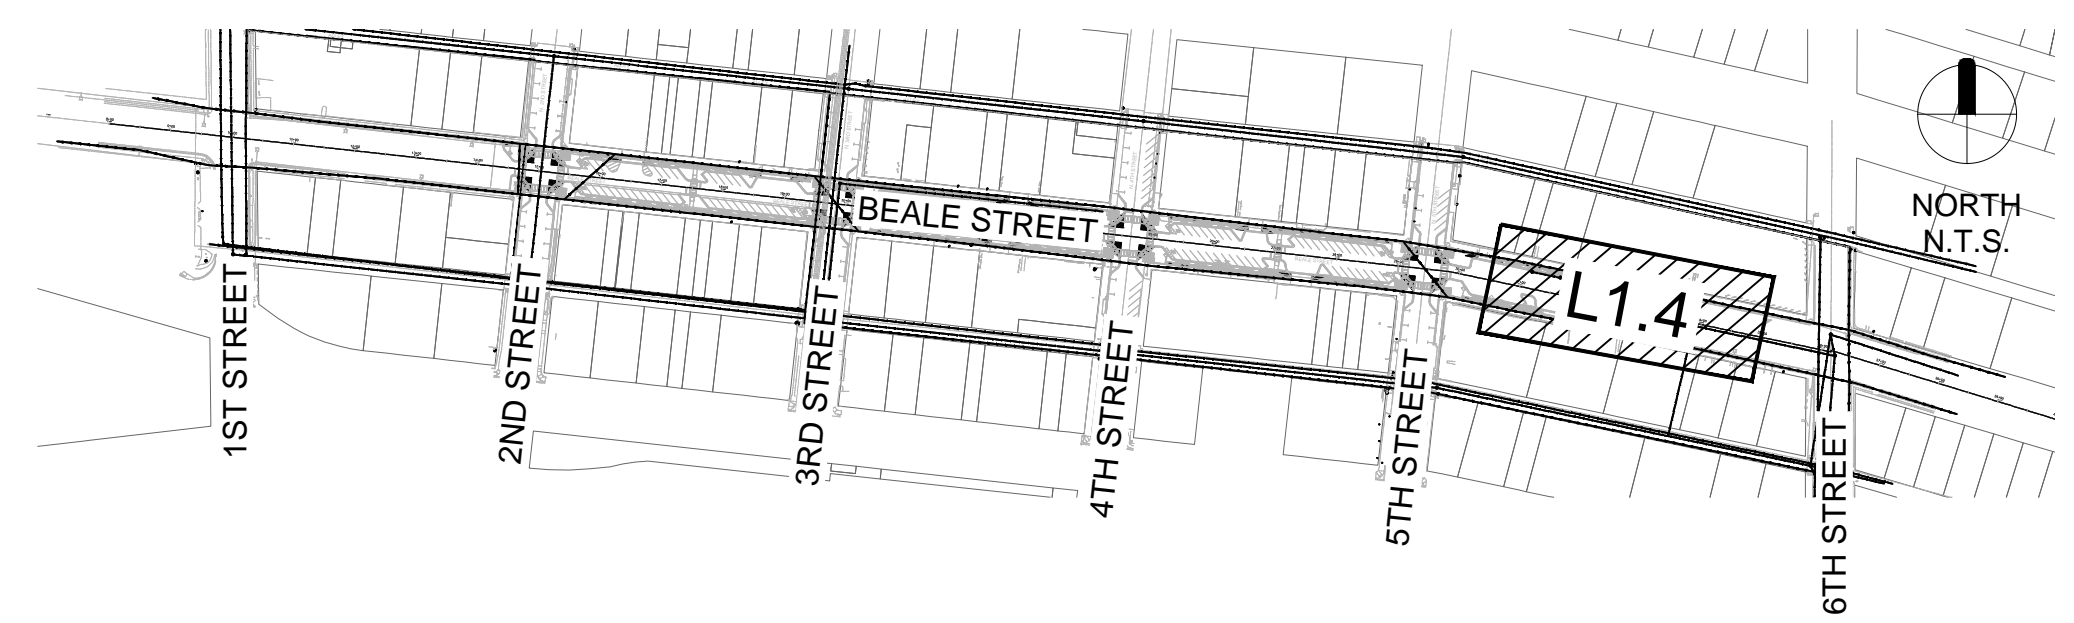 NORTH
N.T.S.
BEALE STREET
L1.4
1ST STREET
2ND STREET
3RD STREET
4TH STREET
5TH STREET
6TH STREET